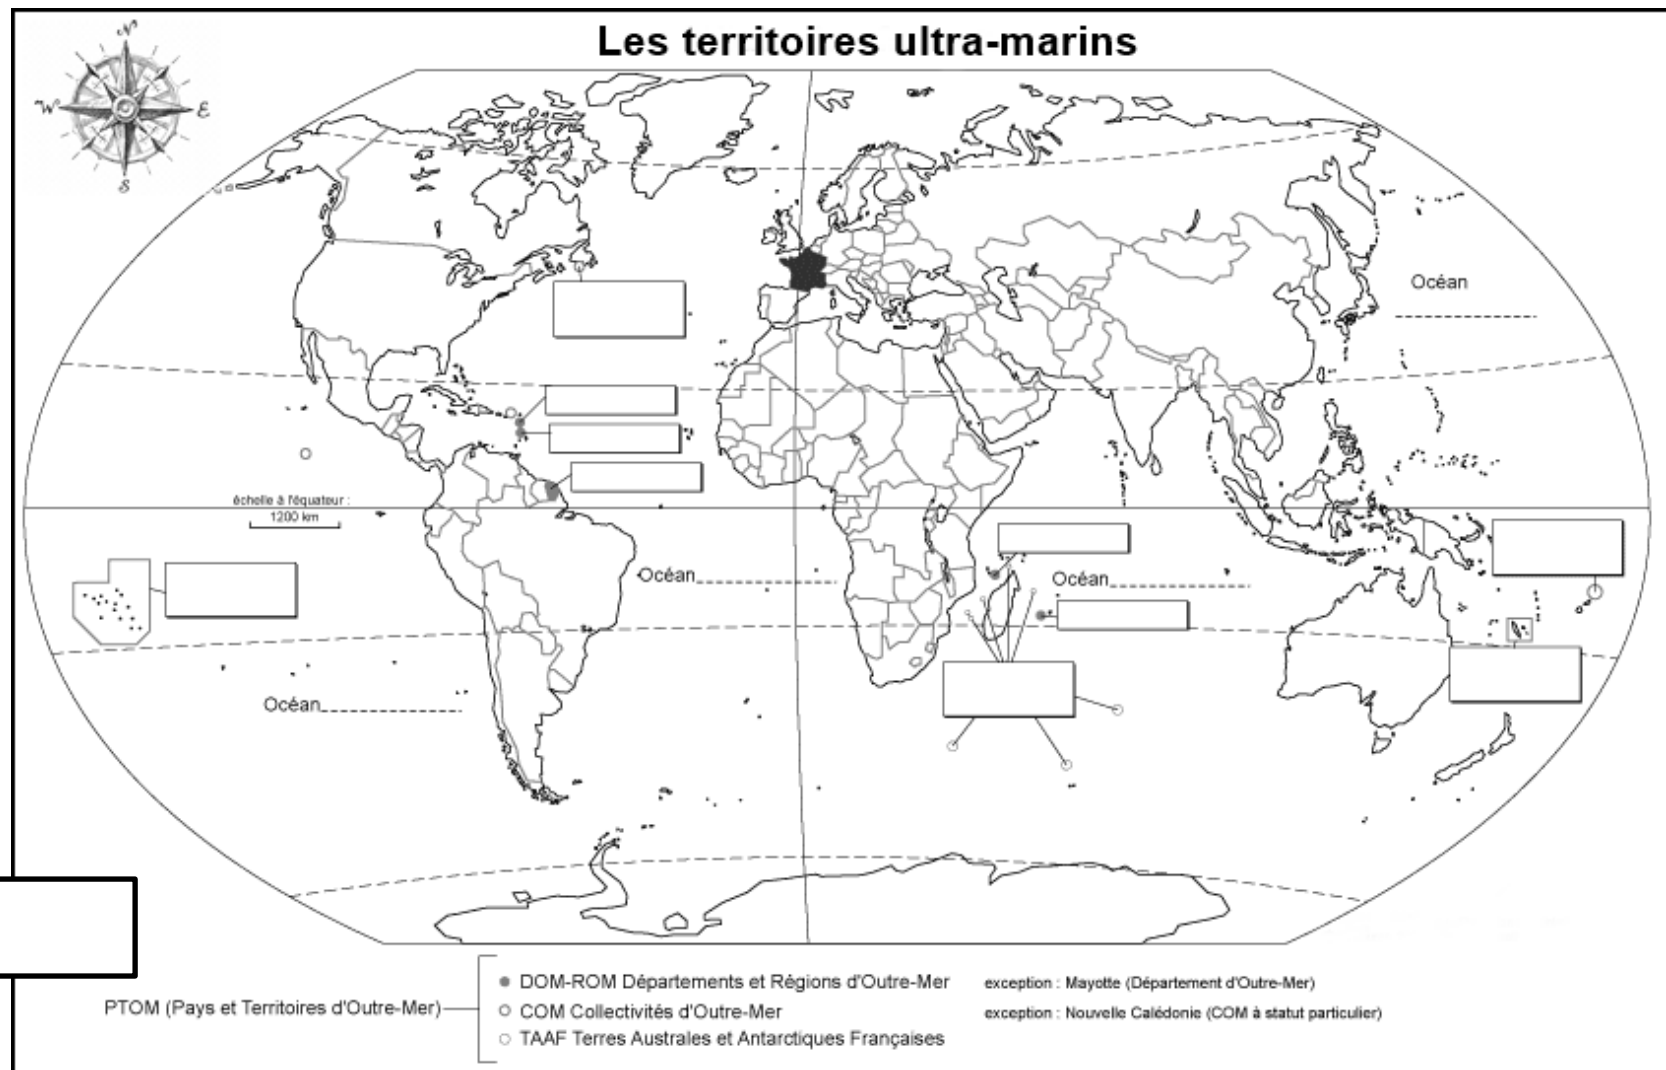 Les territoires ultra-marins
N
W
E
S
Océan
échelle à l'équateur :
1200 km
Océan
Océan
Océan
DOM-ROM Départements et Régions d'Outre-Mer
exception : Mayotte (Département d'Outre-Mer)
PTOM (Pays et Territoires d'Outre-Mer)
COM Collectivités d'Outre-Mer
exception : Nouvelle Calédonie (COM à statut particulier)
TAAF Terres Australes et Antarctiques Françaises